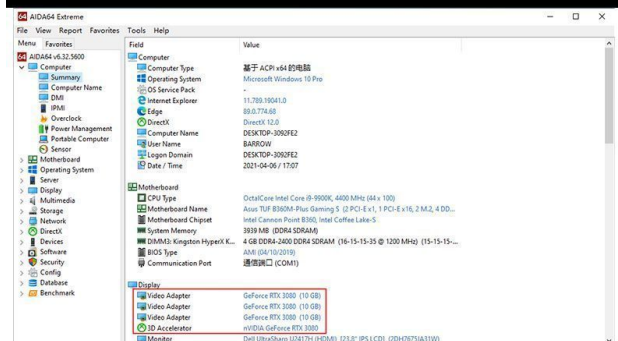 AIDA64 Extreme
File View Report Favorites Tools Help
Menu Favorites
Field Value
AIDA64 v6.32.5600
Computer
Summary
Computer Name
DMI
IPMI
Overclock
Power Management
Portable Computer
Sensor
Motherboard
Operating System
Server
Display
Multimedia
Storage
Network
DirectX
Devices
Software
Security
Config
Database
Benchmark
Computer
Computer Type 基于 ACPI x64 的电脑
Operating System Microsoft Windows 10 Pro
OS Service Pack -
Internet Explorer 11.789.19041.0
Edge 89.0.774.68
DirectX DirectX 12.0
Computer Name DESKTOP-3092FE2
User Name BARROW
Logon Domain DESKTOP-3092FE2
Date / Time 2021-04-06 / 17:07
Motherboard
CPU Type OctalCore Intel Core i9-9900K, 4400 MHz (44 x 100)
Motherboard Name Asus TUF B360M-Plus Gaming S (2 PCI-E x1, 1 PCI-E x16, 2 M.2, 4 DD...
Motherboard Chipset Intel Cannon Point B360, Intel Coffee Lake-S
System Memory 3939 MB (DDR4 SDRAM)
DIMM3: Kingston HyperX K... 4 GB DDR4-2400 DDR4 SDRAM (16-15-15-35 @ 1200 MHz) (15-15-15-...
BIOS Type AMI (04/10/2019)
Communication Port 通信端口 (COM1)
Display
Video Adapter GeForce RTX 3080 (10 GB)
Video Adapter GeForce RTX 3080 (10 GB)
Video Adapter GeForce RTX 3080 (10 GB)
3D Accelerator nVIDIA GeForce RTX 3080
Monitor Dell UltraSharp U2417H (HDMI) [23.8" IPS LCD] (2DH7675IA31W)